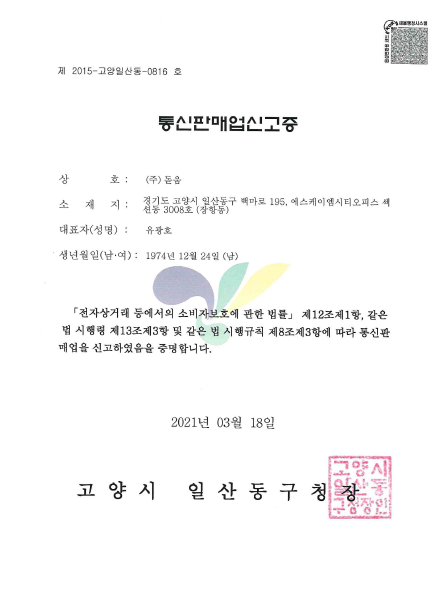 제 2015-고양일산동-0816 호
통신판매업신고증
상 호 : (주)돋움
소 재 지 : 경기도 고양시 일산동구 백마로 195, 에스케이엠시티오피스 섹
션동 3008호 (장항동)
대표자(성명) : 유광호
생년월일(남·여) : 1974년 12월 24일 (남)
「전자상거래 등에서의 소비자보호에 관한 법률」 제12조제1항, 같은
법 시행령 제13조제3항 및 같은 법 시행규칙 제8조제3항에 따라 통신판
매업을 신고하였음을 증명합니다.
2021년 03월 18일
고양시 일산동구청장
고양시
일산동
구청장인